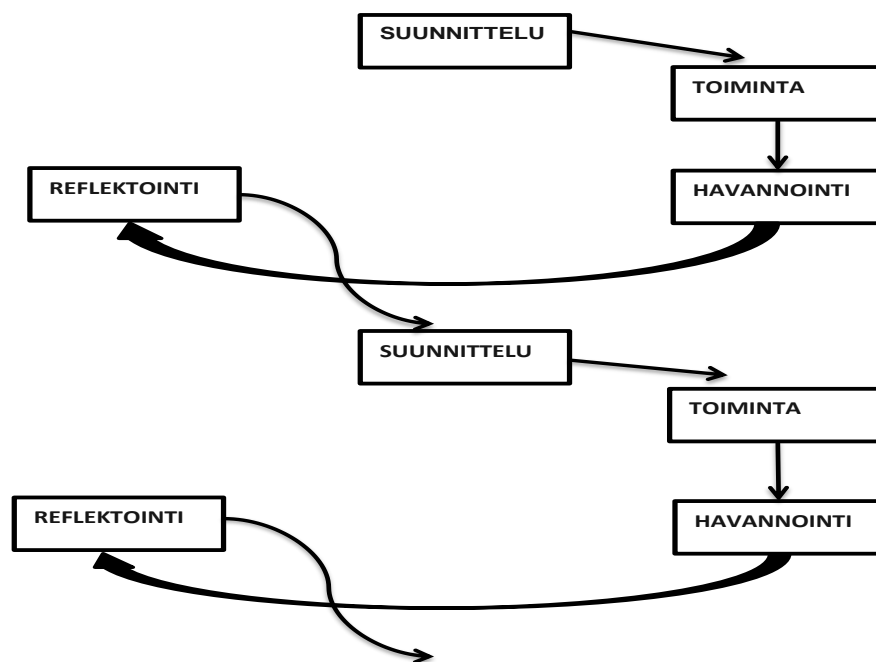 SUUNNITTELU
TOIMINTA
HAVANNOINTI
REFLEKTOINTI
SUUNNITTELU
TOIMINTA
HAVANNOINTI
REFLEKTOINTI